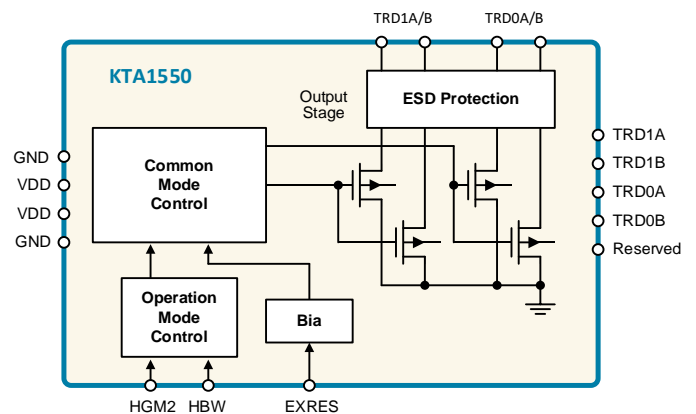 TRD1A/B TRD0A/B
KTA1550
Output
Stage
ESD Protection
GND
VDD
VDD
GND
Common
Mode
Control
TRD1A
TRD1B
TRD0A
TRD0B
Reserved
Operation
Mode
Control
Bia
HGM2 HBW EXRES